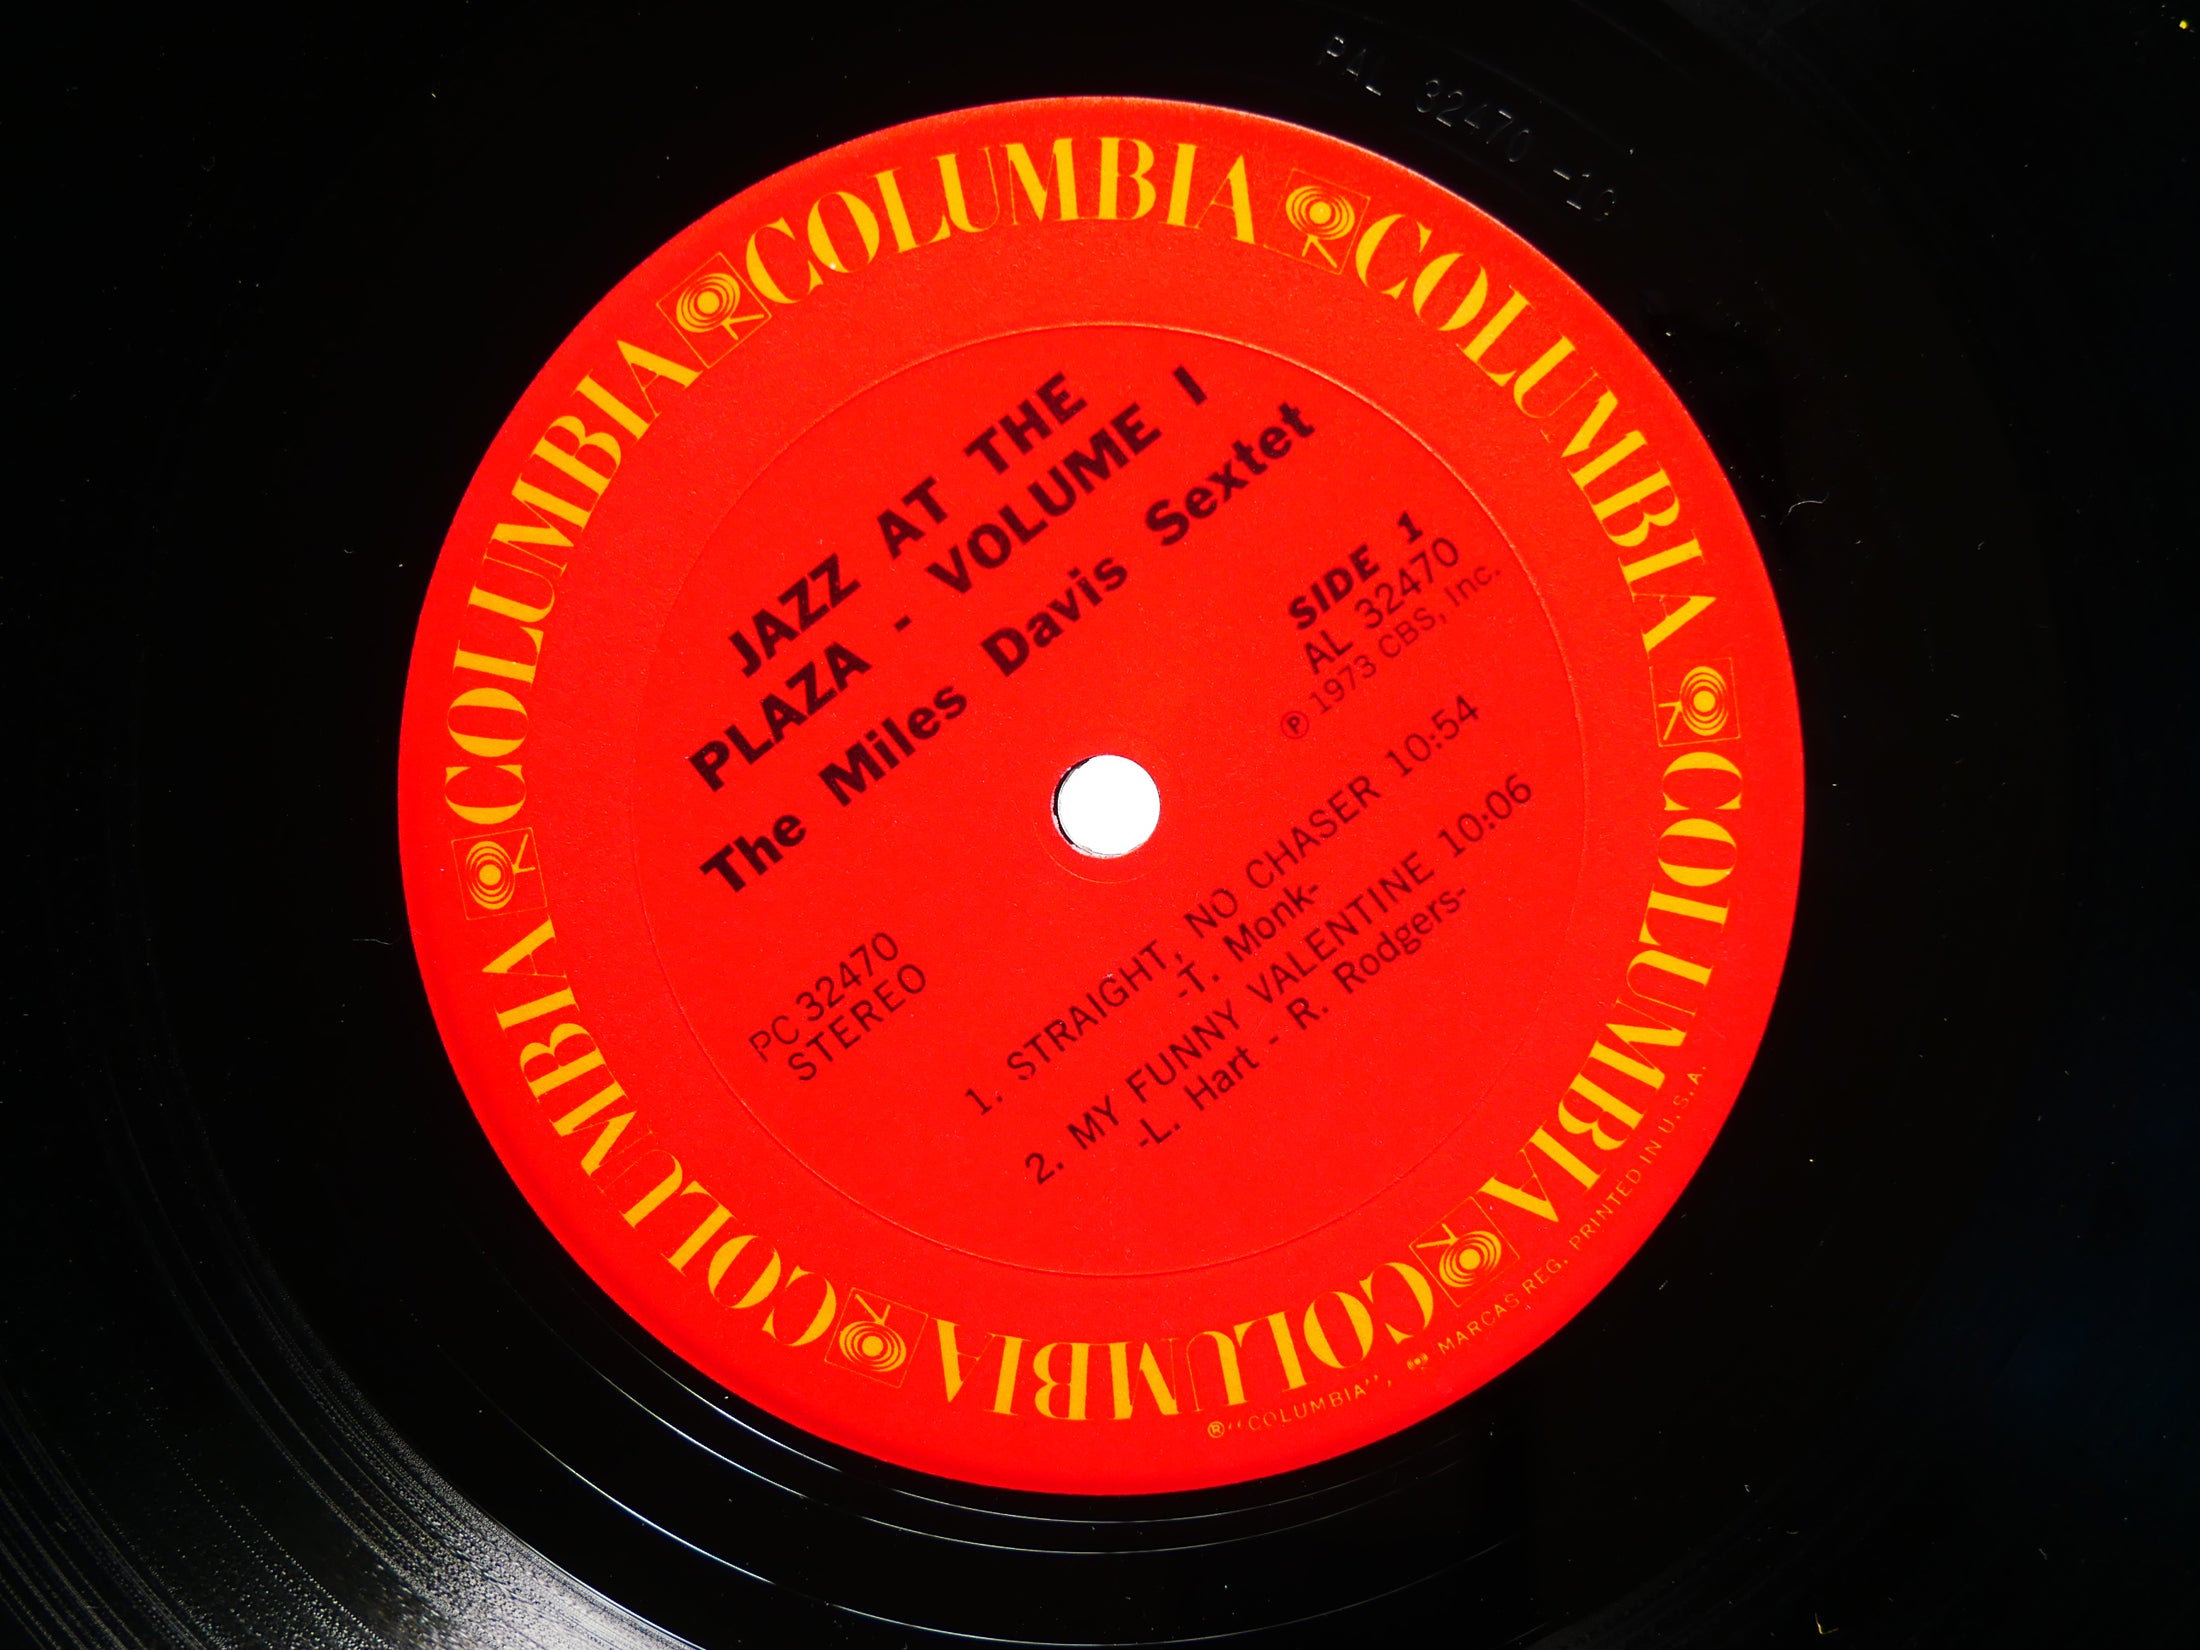 PAL 32470 -1G
COLUMBIA COLUMBIA COLUMBIA COLUMBIA COLUMBIA COLUMBIA
JAZZ AT THE
PLAZA - VOLUME I
The Miles Davis Sextet
SIDE 1
AL 32470
℗ 1973 CBS, Inc.
PC 32470
STEREO
1. STRAIGHT, NO CHASER 10:54
-T. Monk-
2. MY FUNNY VALENTINE 10:06
-L. Hart - R. Rodgers-
®"COLUMBIA", MARCAS REG. PRINTED IN U.S.A.